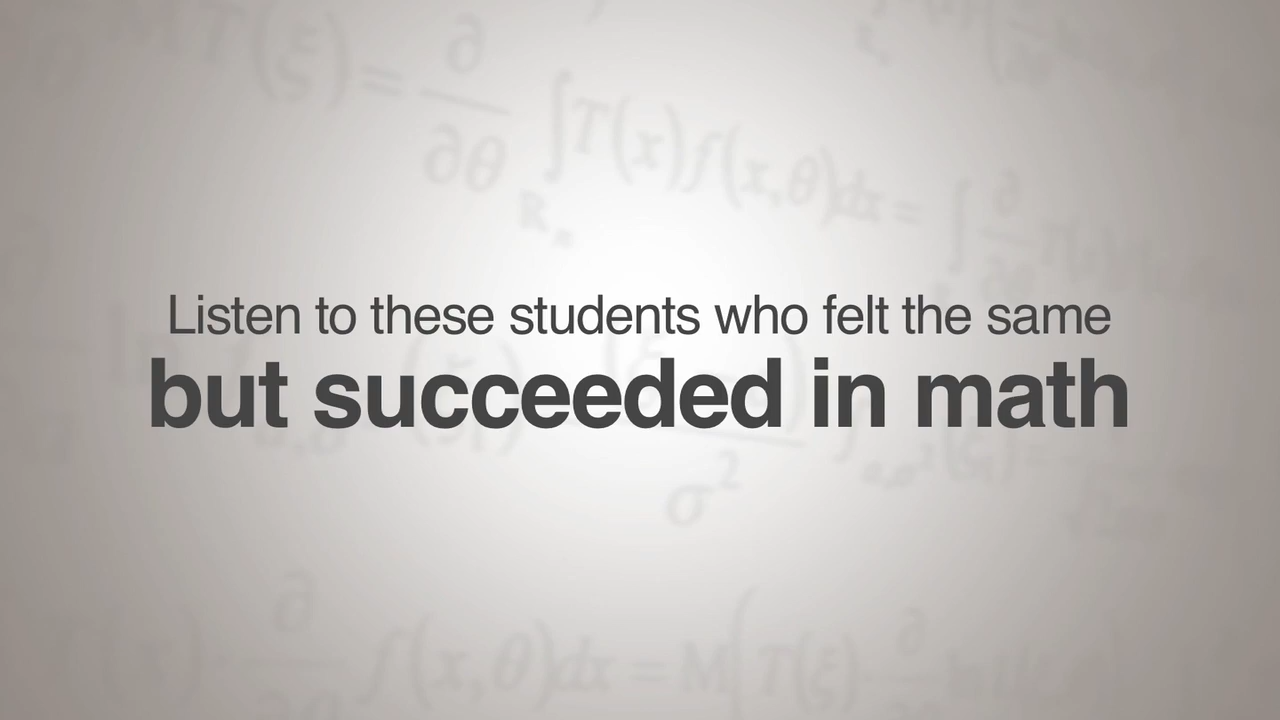 Listen to these students who felt the same
but succeeded in math